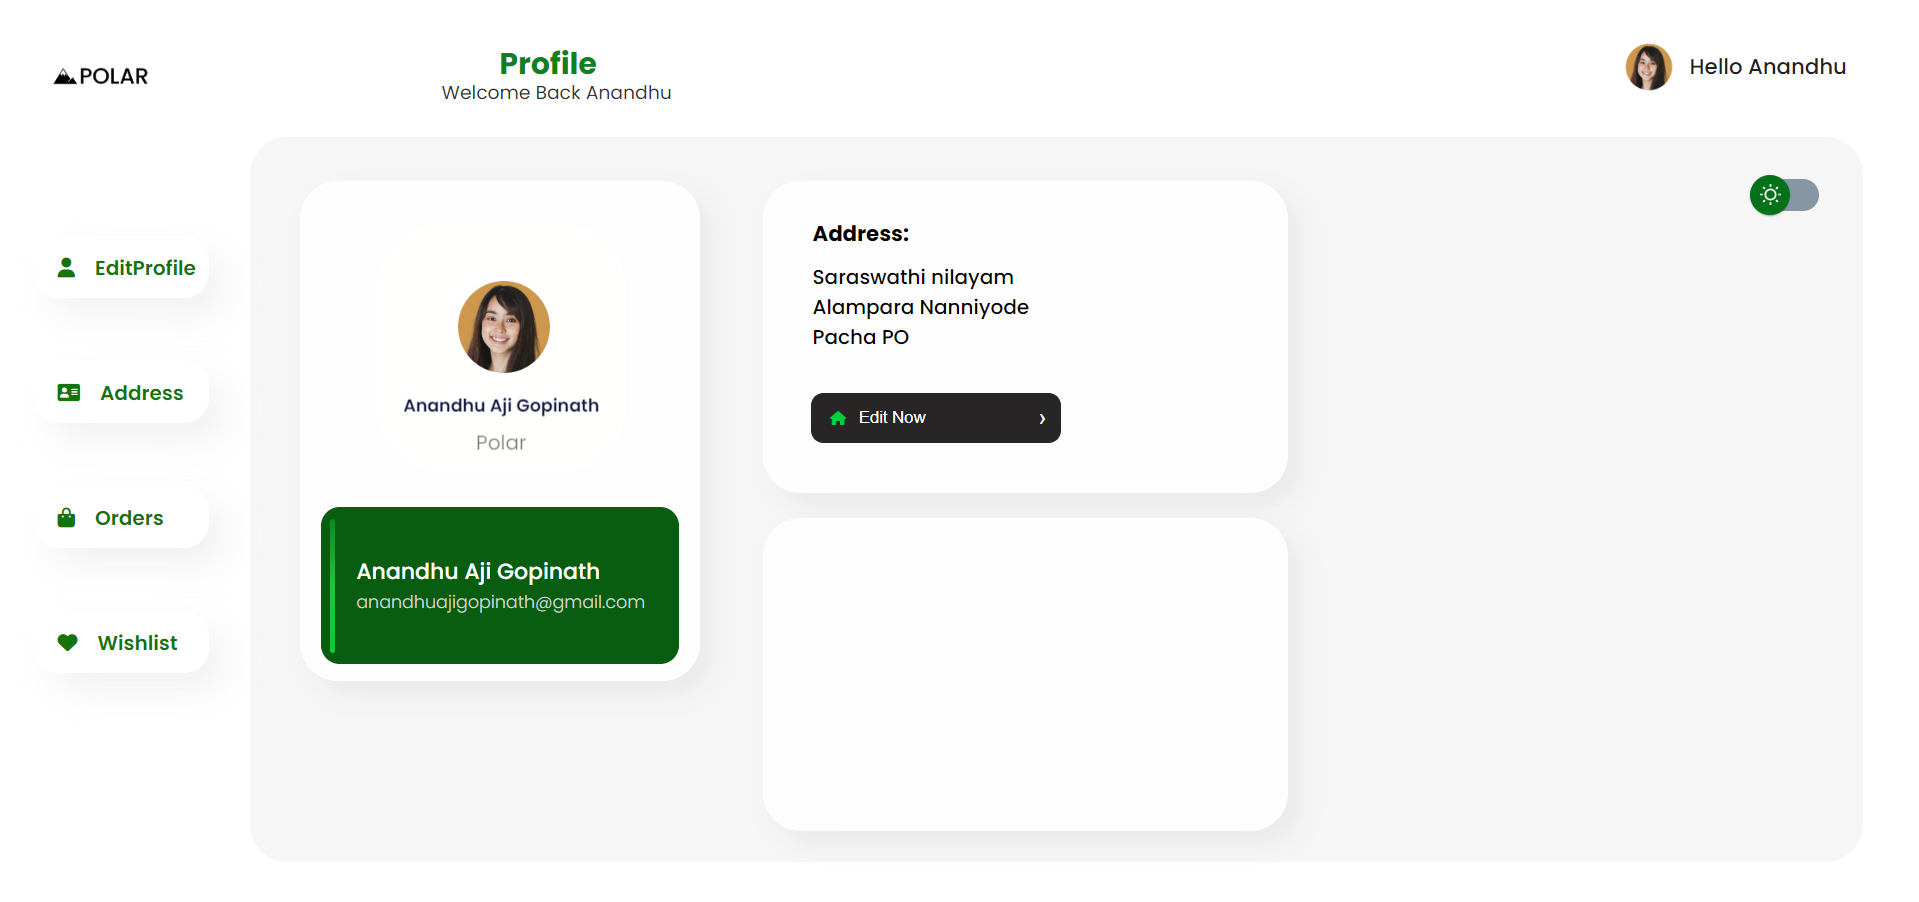 POLAR
Profile
Welcome Back Anandhu
Hello Anandhu
EditProfile
Address
Orders
Wishlist
Anandhu Aji Gopinath
Polar
Anandhu Aji Gopinath
anandhuajigopinath@gmail.com
Address:
Saraswathi nilayam
Alampara Nanniyode
Pacha PO
Edit Now